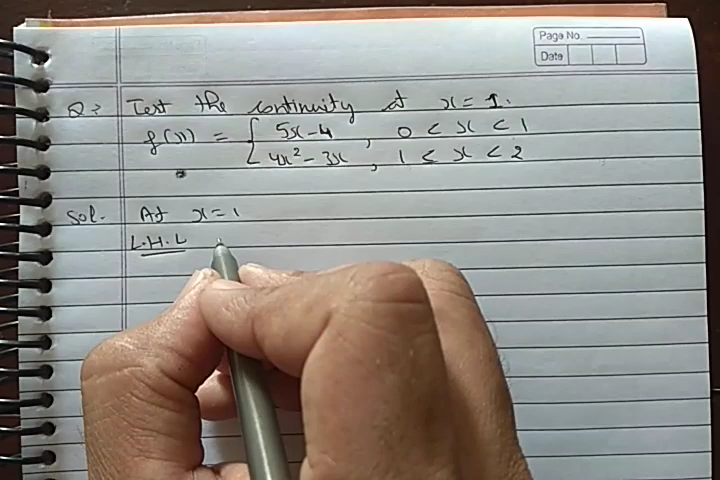 Page No.
Date
Q:- Test the continuity at x = 1.
f(x) = { 5x - 4 , 0 < x < 1
4x² - 3x , 1 < x < 2
Sol. At x = 1
L.H.L